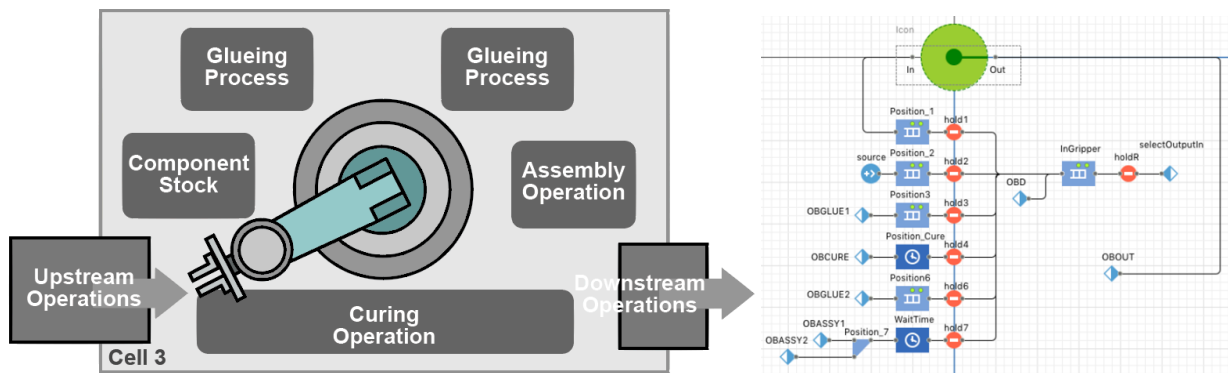 Glueing
Process
Glueing
Process
Component
Stock
Assembly
Operation
Upstream
Operations
Downstream
Operations
Curing
Operation
Cell 3
Icon
In
Out
Position_1
hold1
source
Position_2
hold2
InGripper
holdR
selectOutputIn
OBD
OBGLUE1
Position3
hold3
OBCURE
Position_Cure
hold4
OBOUT
OBGLUE2
Position6
hold6
OBASSY1
OBASSY2
Position_7
WaitTime
hold7